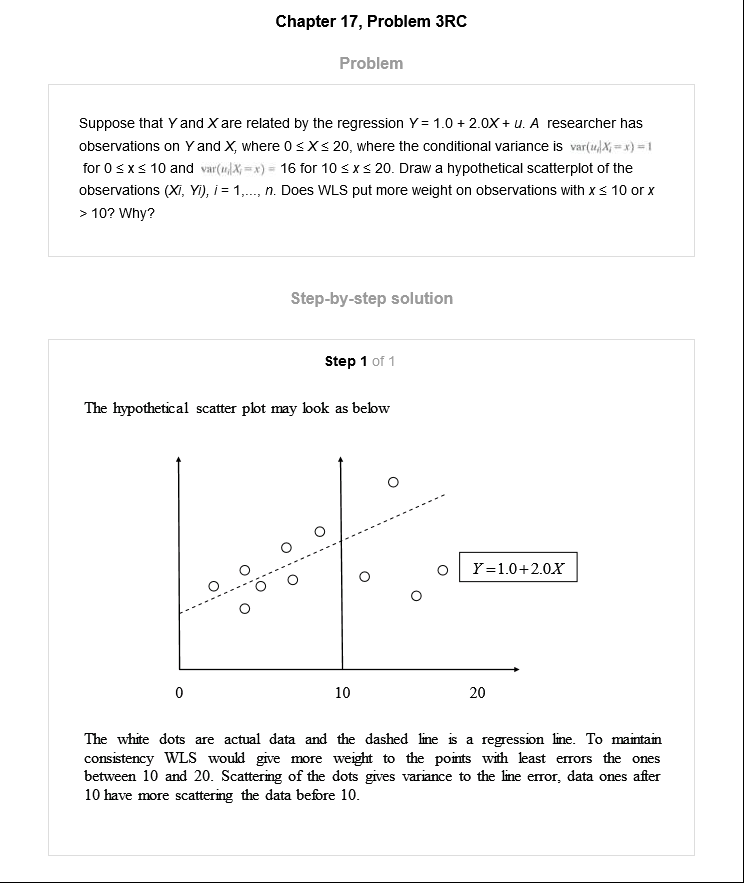 Chapter 17, Problem 3RC
Problem
Suppose that Y and X are related by the regression Y = 1.0 + 2.0X + u. A researcher has
observations on Y and X, where 0 ≤ X ≤ 20, where the conditional variance is var(uᵢ|Xᵢ = x) = 1
for 0 ≤ x ≤ 10 and var(uᵢ|Xᵢ = x) = 16 for 10 ≤ x ≤ 20. Draw a hypothetical scatterplot of the
observations (Xi, Yi), i = 1,..., n. Does WLS put more weight on observations with x ≤ 10 or x
> 10? Why?
Step-by-step solution
Step 1 of 1
The hypothetical scatter plot may look as below
Y=1.0+2.0X
0 10 20
The white dots are actual data and the dashed line is a regression line. To maintain
consistency WLS would give more weight to the points with least errors the ones
between 10 and 20. Scattering of the dots gives variance to the line error, data ones after
10 have more scattering the data before 10.